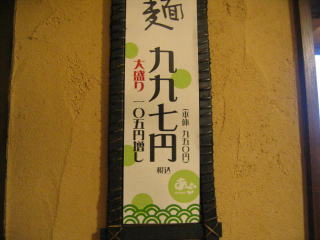 麺
九九七円
(本体 九五〇円)
税込
大盛り 一〇五円増し